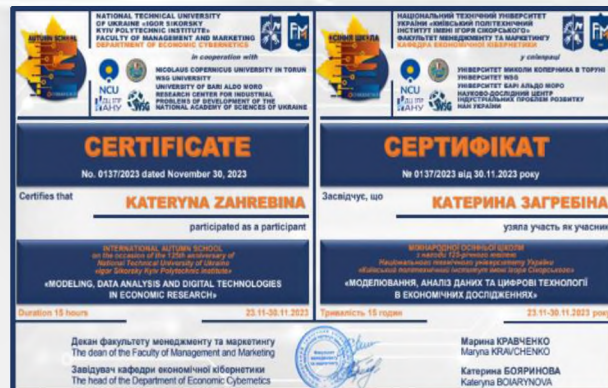 AUTUMN SCHOOL
NATIONAL TECHNICAL UNIVERSITY
OF UKRAINE «IGOR SIKORSKY
KYIV POLYTECHNIC INSTITUTE»
FACULTY OF MANAGEMENT AND MARKETING
DEPARTMENT OF ECONOMIC CYBERNETICS
in cooperation with
NICOLAUS COPERNICUS UNIVERSITY IN TORUŃ
WSG UNIVERSITY
UNIVERSITY OF BARI ALDO MORO
RESEARCH CENTER FOR INDUSTRIAL
PROBLEMS OF DEVELOPMENT OF THE
NATIONAL ACADEMY OF SCIENCES OF UKRAINE
NCU
WSG
CERTIFICATE
No. 0137/2023 dated November 30, 2023
Certifies that
KATERYNA ZAHREBINA
participated as a participant
INTERNATIONAL AUTUMN SCHOOL
on the occasion of the 125th anniversary of
National Technical University of Ukraine
«Igor Sikorsky Kyiv Polytechnic Institute»
«MODELING, DATA ANALYSIS AND DIGITAL TECHNOLOGIES
IN ECONOMIC RESEARCH»
Duration 15 hours
23.11-30.11.2023
ОСІННЯ ШКОЛА
НАЦІОНАЛЬНИЙ ТЕХНІЧНИЙ УНІВЕРСИТЕТ
УКРАЇНИ «КИЇВСЬКИЙ ПОЛІТЕХНІЧНИЙ
ІНСТИТУТ ІМЕНІ ІГОРЯ СІКОРСЬКОГО»
ФАКУЛЬТЕТ МЕНЕДЖМЕНТУ ТА МАРКЕТИНГУ
КАФЕДРА ЕКОНОМІЧНОЇ КІБЕРНЕТИКИ
у співпраці
УНІВЕРСИТЕТ МИКОЛИ КОПЕРНИКА В ТОРУНІ
УНІВЕРСИТЕТ WSG
УНІВЕРСИТЕТ БАРІ АЛЬДО МОРО
НАУКОВО-ДОСЛІДНИЙ ЦЕНТР
ІНДУСТРІАЛЬНИХ ПРОБЛЕМ РОЗВИТКУ
НАН УКРАЇНИ
NCU
WSG
СЕРТИФІКАТ
№ 0137/2023 від 30.11.2023 року
Засвідчує, що
КАТЕРИНА ЗАГРЕБІНА
узяла участь як учасник
МІЖНАРОДНОЇ ОСІННЬОЇ ШКОЛИ
з нагоди 125-річного ювілею
Національного технічного університету України
«Київський політехнічний інститут імені Ігоря Сікорського»
«МОДЕЛЮВАННЯ, АНАЛІЗ ДАНИХ ТА ЦИФРОВІ ТЕХНОЛОГІЇ
В ЕКОНОМІЧНИХ ДОСЛІДЖЕННЯХ»
Тривалість 15 годин
23.11-30.11.2023 року
Декан факультету менеджменту та маркетингу
The dean of the Faculty of Management and Marketing
Марина КРАВЧЕНКО
Maryna KRAVCHENKO
Завідувач кафедри економічної кібернетики
The head of the Department of Economic Cybernetics
Катерина БОЯРИНОВА
Kateryna BOIARYNOVA